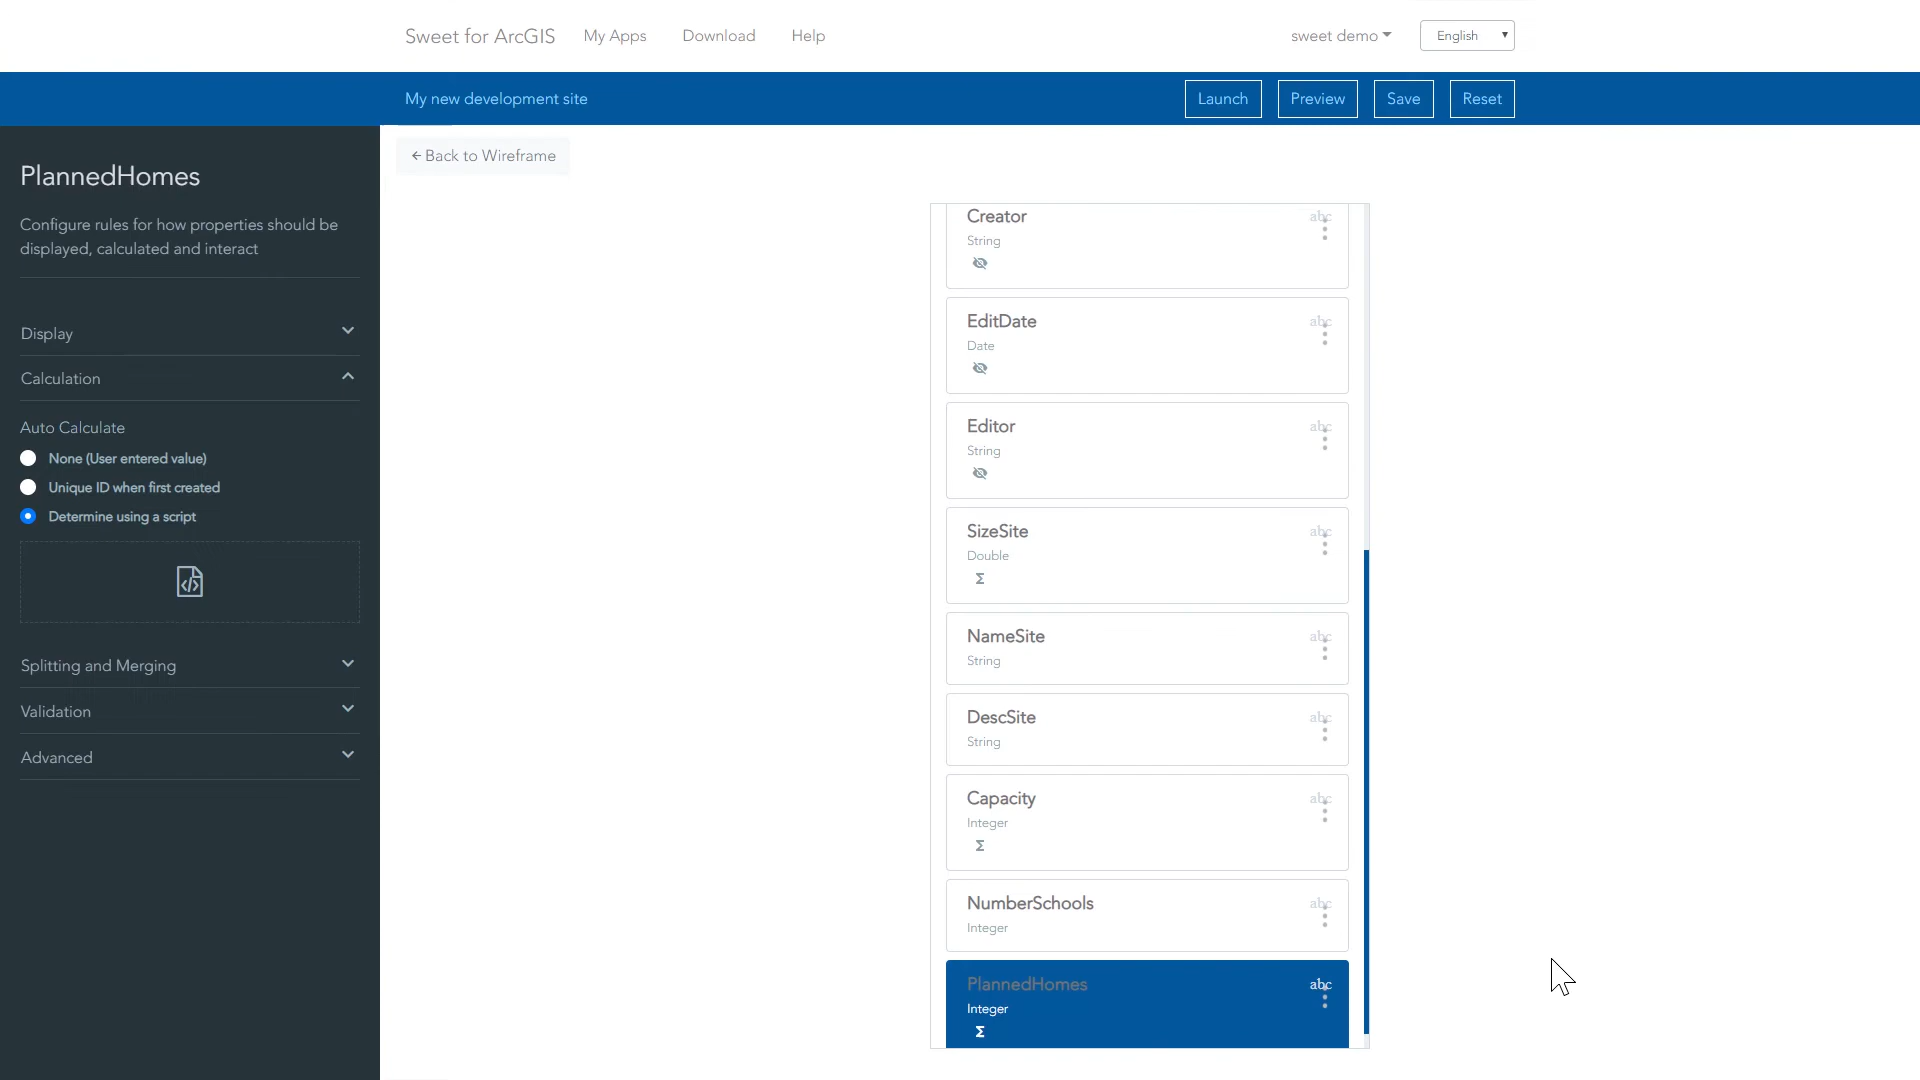 Sweet for ArcGIS My Apps Download Help sweet demo English
My new development site Launch Preview Save Reset
← Back to Wireframe
PlannedHomes
Configure rules for how properties should be
displayed, calculated and interact
Display
Calculation
Auto Calculate
None (User entered value)
Unique ID when first created
Determine using a script
Splitting and Merging
Validation
Advanced
Creator abc
String
EditDate abc
Date
Editor abc
String
SizeSite abc
Double
Σ
NameSite abc
String
DescSite abc
String
Capacity abc
Integer
Σ
NumberSchools abc
Integer
PlannedHomes abc
Integer
Σ